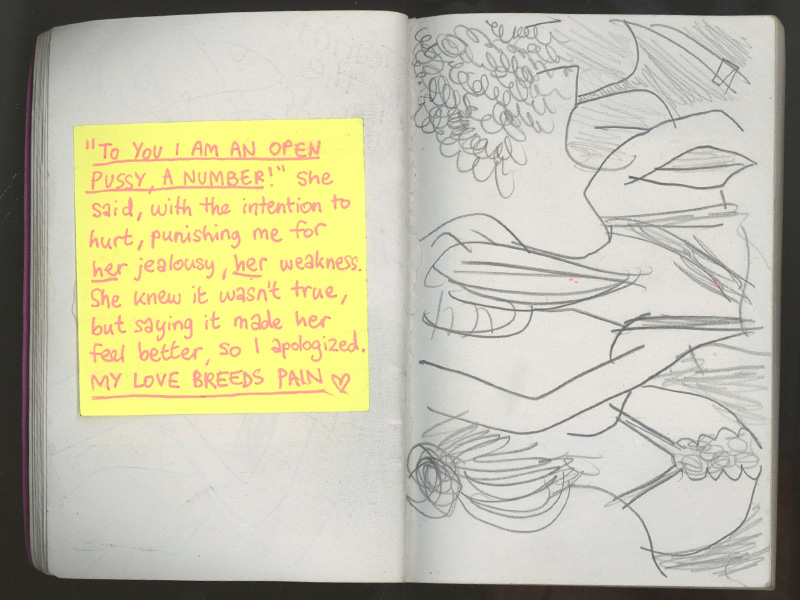 "TO YOU I AM AN OPEN
PUSSY, A NUMBER!" She
said, with the intention to
hurt, punishing me for
her jealousy, her weakness.
She knew it wasn't true,
but saying it made her
feel better, so I apologized.
MY LOVE BREEDS PAIN ♡